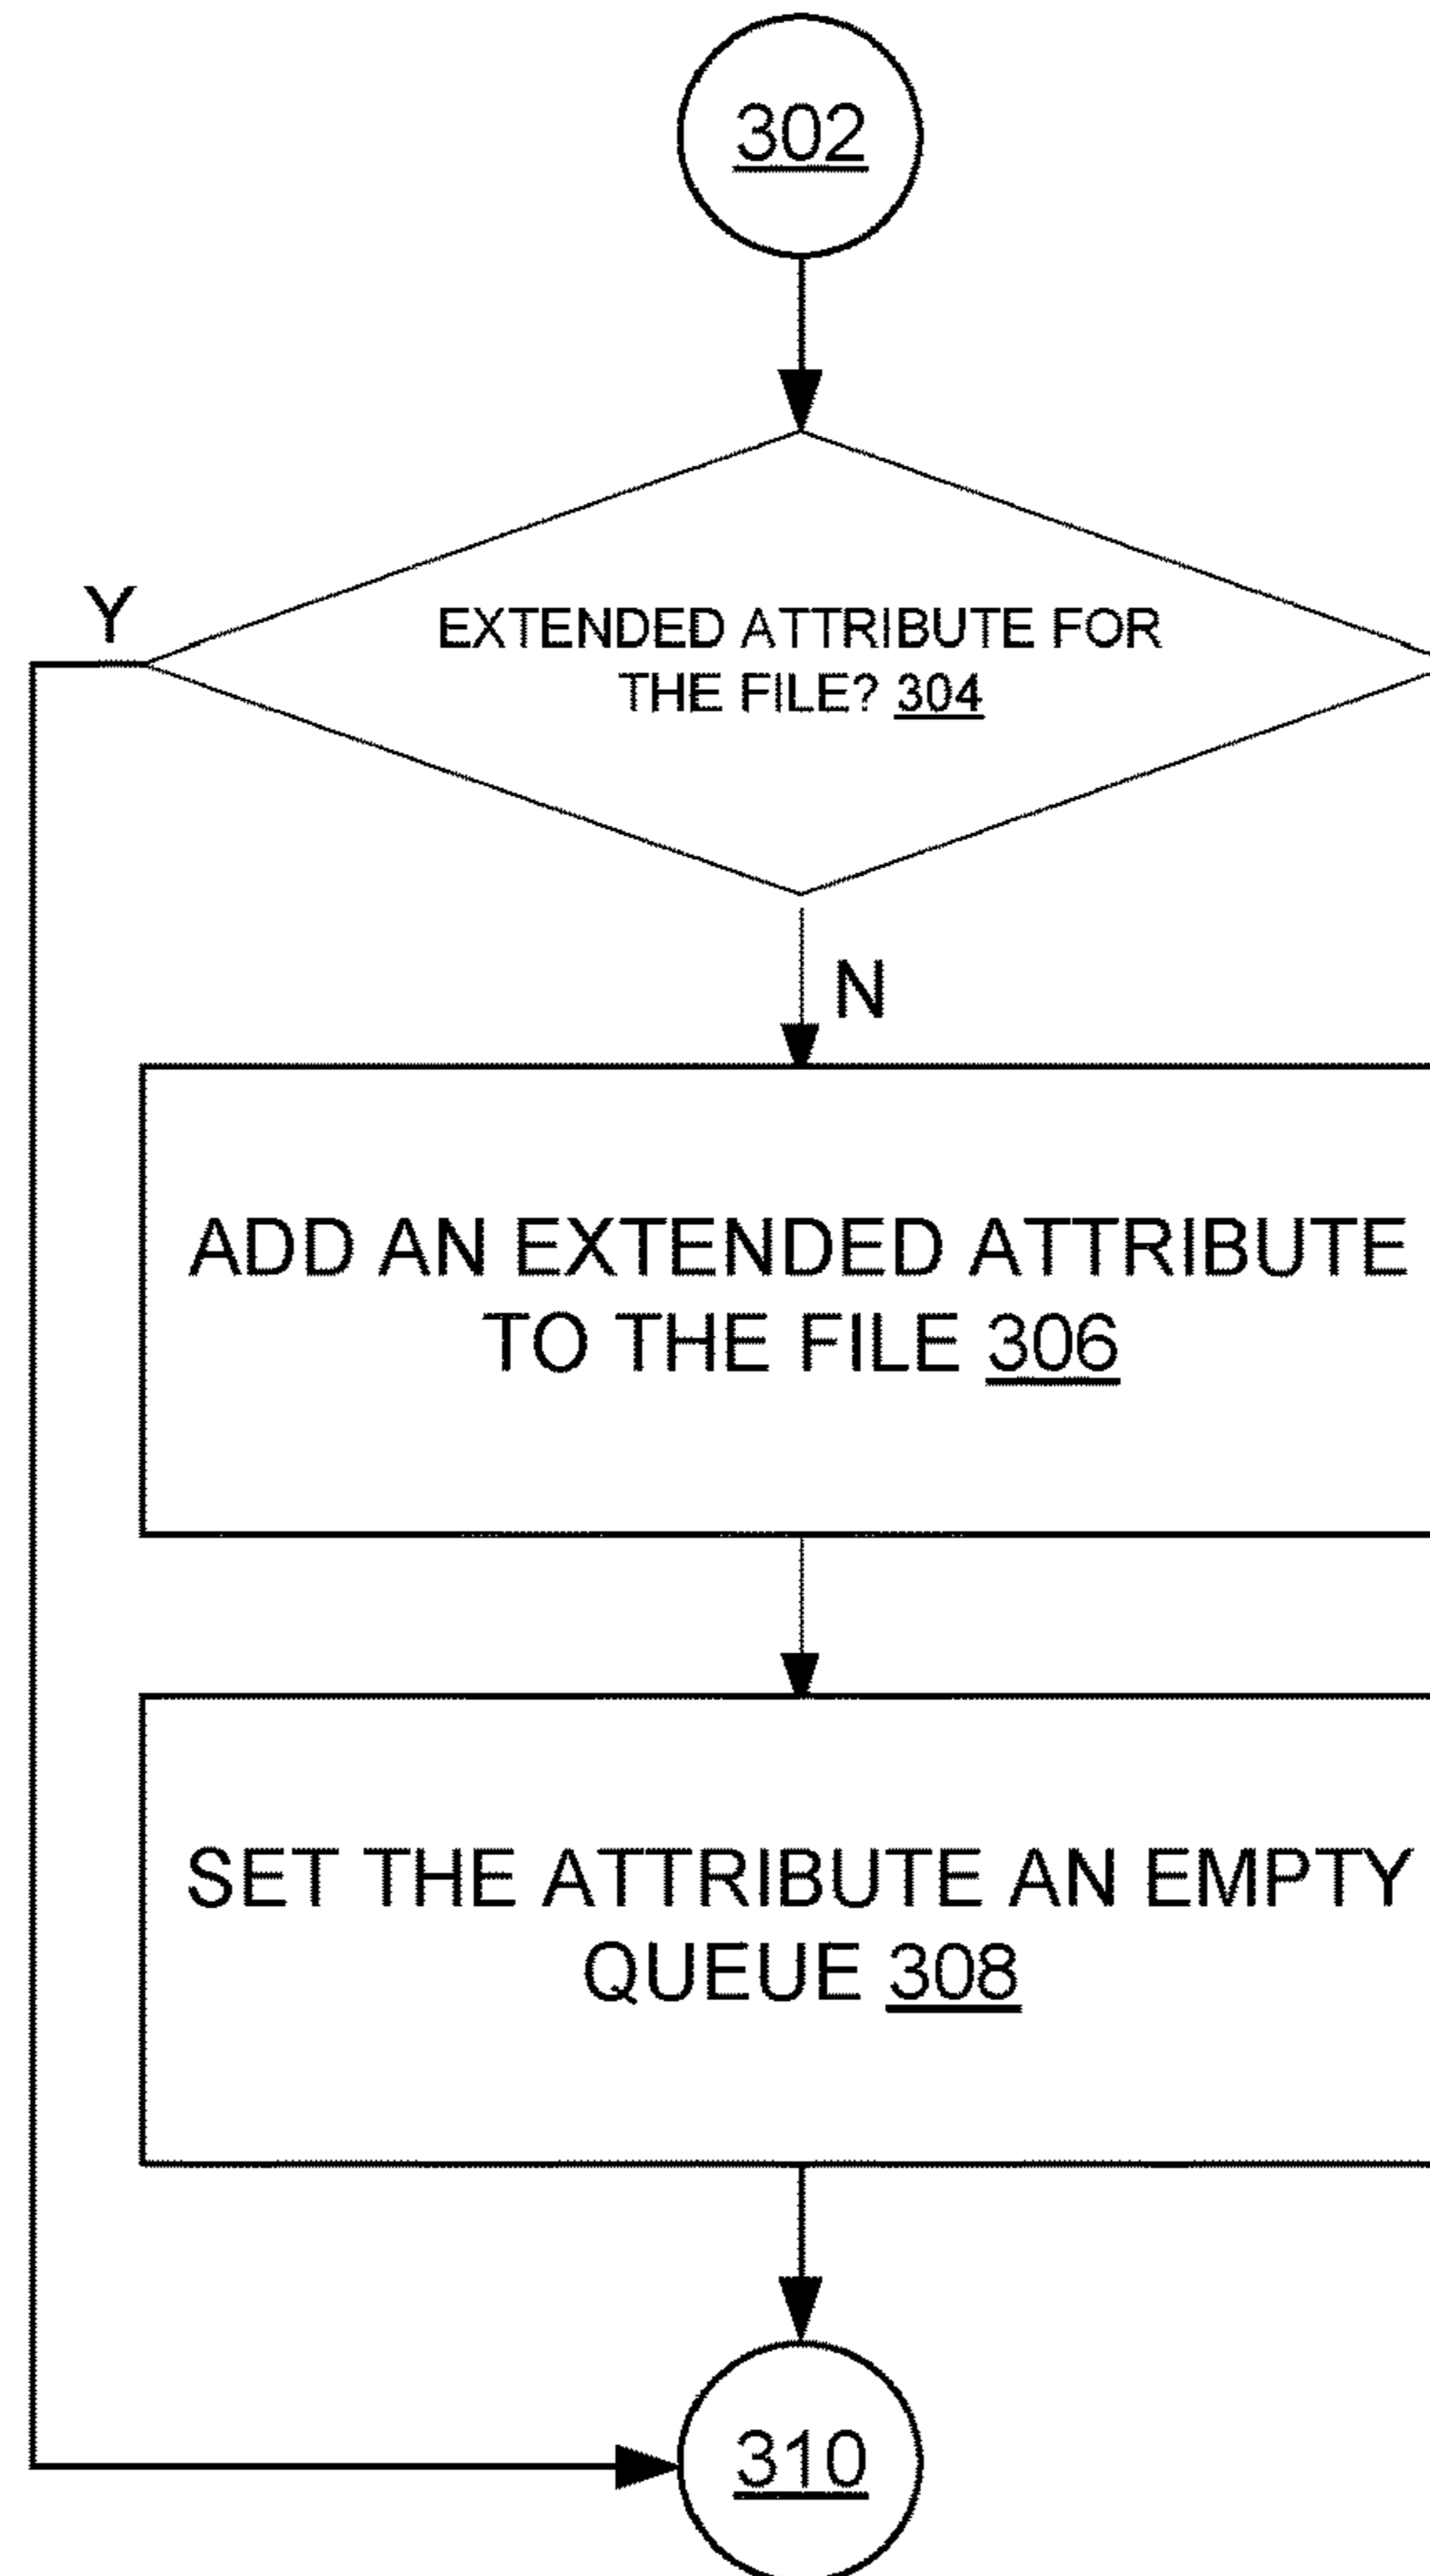 302
Y
EXTENDED ATTRIBUTE FOR
THE FILE? 304
N
ADD AN EXTENDED ATTRIBUTE
TO THE FILE 306
SET THE ATTRIBUTE AN EMPTY
QUEUE 308
310